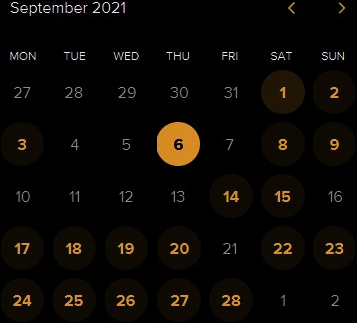 September 2021
MON TUE WED THU FRI SAT SUN
27 28 29 30 31 1 2
3 4 5 6 7 8 9
10 11 12 13 14 15 16
17 18 19 20 21 22 23
24 25 26 27 28 1 2